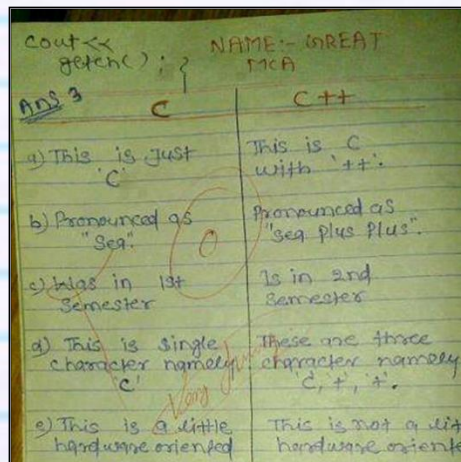 cout<<
getch(); }
NAME:- GREAT
MCA
Ans 3
C
C++
a) This is Just
'C'
This is C
with '++'.
b) Pronounced as
"Sea".
Pronounced as
"Sea Plus Plus".
0
c) Was in 1st
Semester
Is in 2nd
Semester
d) This is single
character namely
'C'
These are three
character namely
'C, +, +'.
Very
e) This is a little
hardware oriented
This is not a lit
hardware oriente